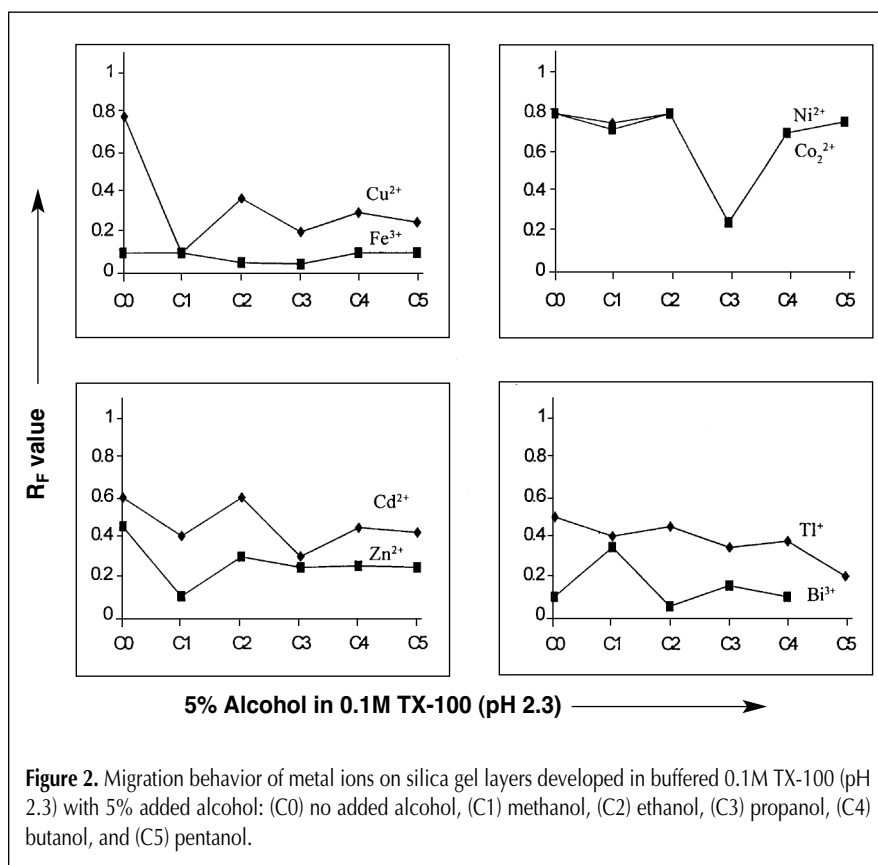 1
0.8
0.6
0.4
0.2
0
Cu²⁺
Fe³⁺
C0 C1 C2 C3 C4 C5
1
0.8
0.6
0.4
0.2
0
Ni²⁺
Co₂²⁺
C0 C1 C2 C3 C4 C5
1
0.8
0.6
0.4
0.2
0
Cd²⁺
Zn²⁺
C0 C1 C2 C3 C4 C5
1
0.8
0.6
0.4
0.2
0
Tl⁺
Bi³⁺
C0 C1 C2 C3 C4 C5
R_F value
5% Alcohol in 0.1M TX-100 (pH 2.3)
Figure 2. Migration behavior of metal ions on silica gel layers developed in buffered 0.1M TX-100 (pH
2.3) with 5% added alcohol: (C0) no added alcohol, (C1) methanol, (C2) ethanol, (C3) propanol, (C4)
butanol, and (C5) pentanol.